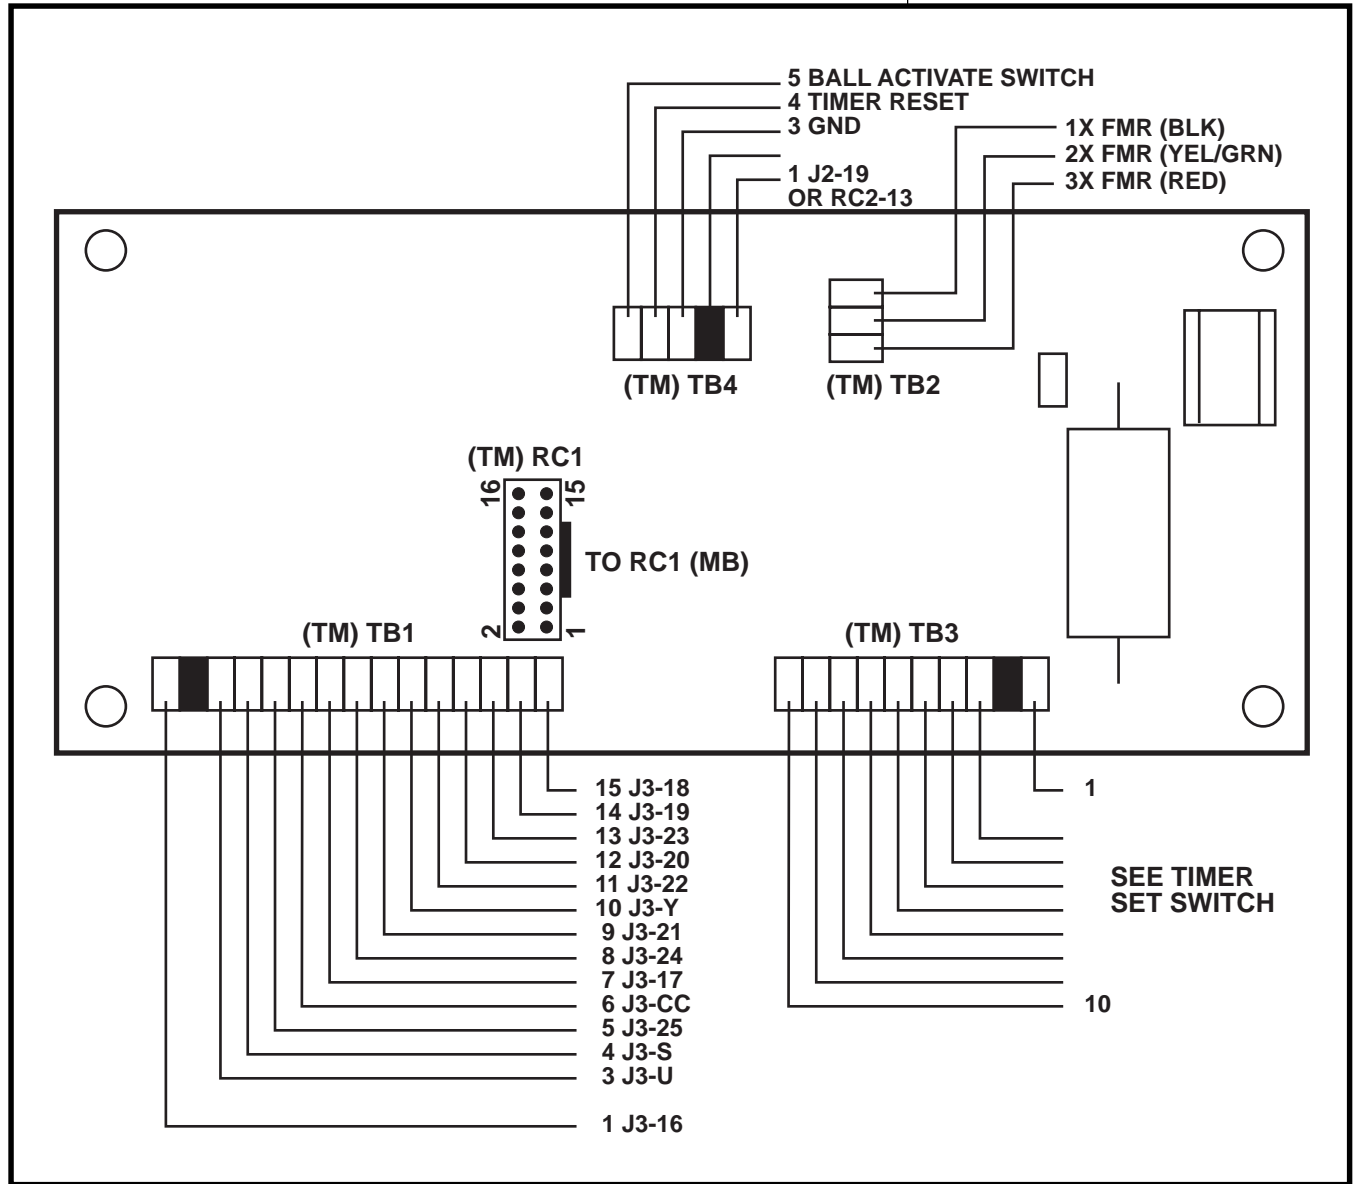 5 BALL ACTIVATE SWITCH
4 TIMER RESET
3 GND
1 J2-19
OR RC2-13
1X FMR (BLK)
2X FMR (YEL/GRN)
3X FMR (RED)
(TM) TB4
(TM) TB2
(TM) RC1
16
15
TO RC1 (MB)
2
1
(TM) TB1
(TM) TB3
15 J3-18
14 J3-19
13 J3-23
12 J3-20
11 J3-22
10 J3-Y
9 J3-21
8 J3-24
7 J3-17
6 J3-CC
5 J3-25
4 J3-S
3 J3-U
1 J3-16
1
SEE TIMER
SET SWITCH
10